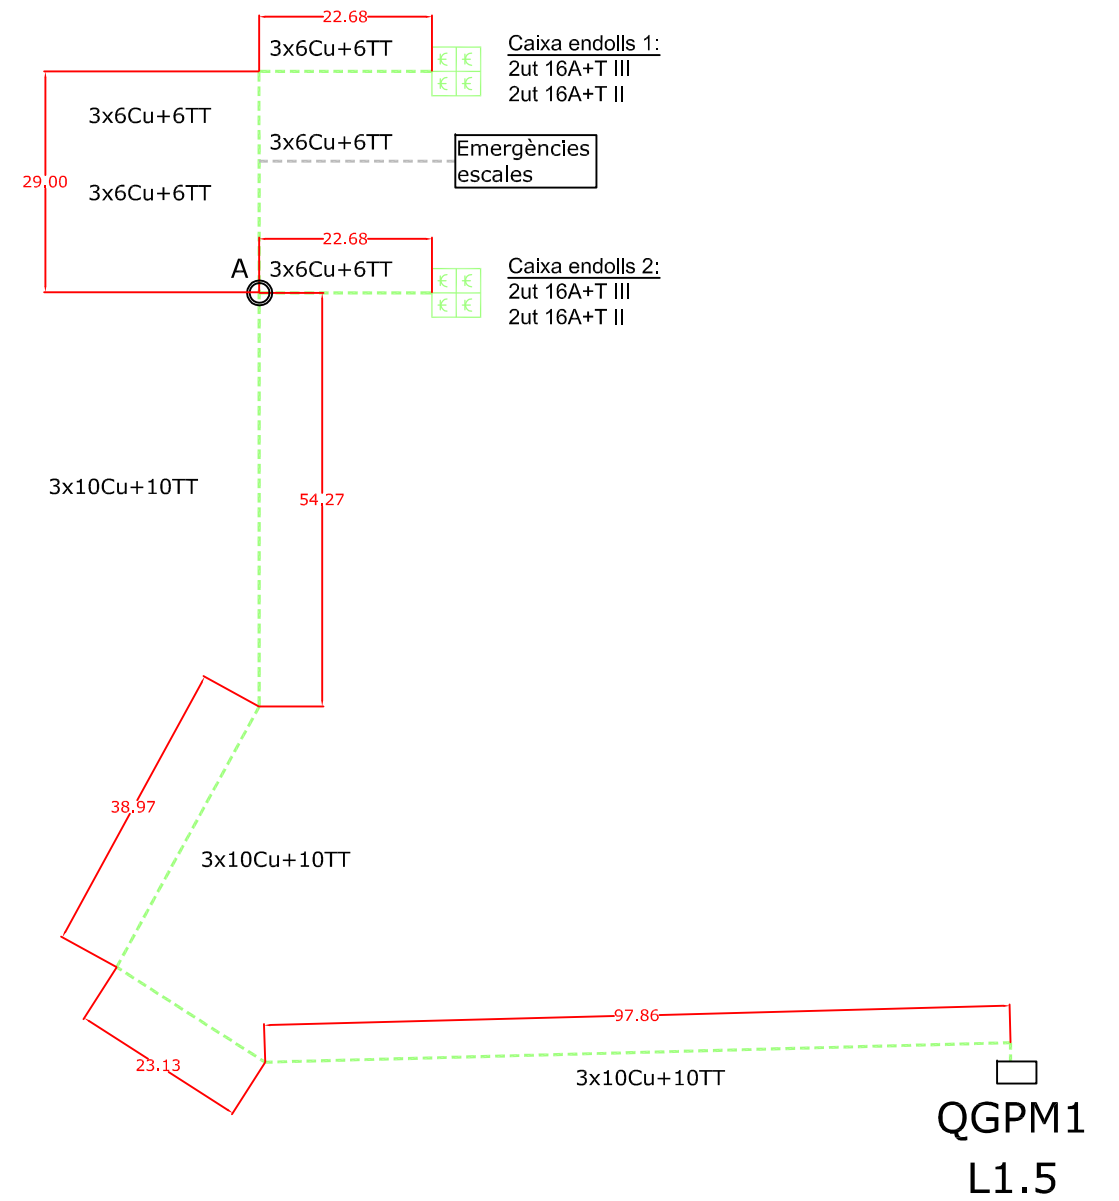 22.68
3x6Cu+6TT
€ €
€ €
Caixa endolls 1:
2ut 16A+T III
2ut 16A+T II
3x6Cu+6TT
3x6Cu+6TT
Emergències
escales
29.00
3x6Cu+6TT
22.68
A
3x6Cu+6TT
€ €
€ €
Caixa endolls 2:
2ut 16A+T III
2ut 16A+T II
3x10Cu+10TT
54.27
38.97
3x10Cu+10TT
97.86
23.13
3x10Cu+10TT
QGPM1
L1.5